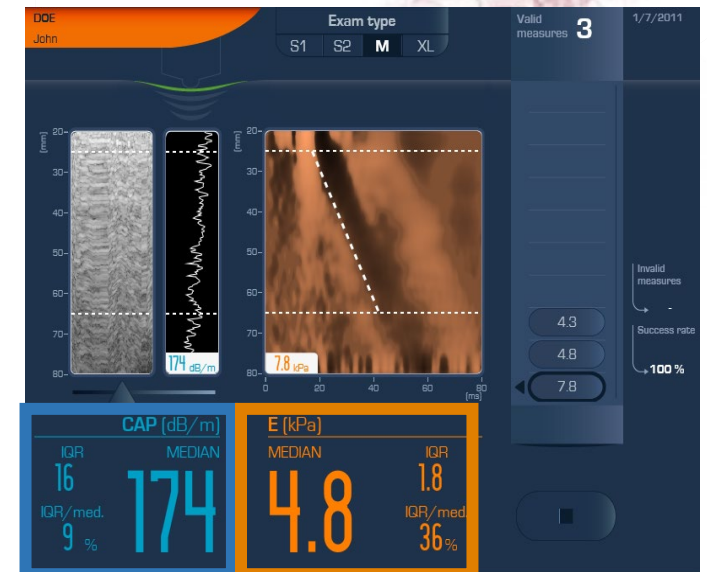 DOE
John
Exam type
S1 S2 M XL
Valid
measures 3
1/7/2011
[mm]
20-
30-
40-
50-
60-
70-
80-
174 dB/m
[mm]
20-
30-
40-
50-
60-
70-
80-
7.8 kPa
0 20 40 60 80
[ms]
4.3
4.8
7.8
Invalid
measures
-
Success rate
100 %
CAP (dB/m)
IQR
16
MEDIAN
174
IQR/med.
9 %
E (kPa)
MEDIAN
4.8
IQR
1.8
IQR/med
36 %